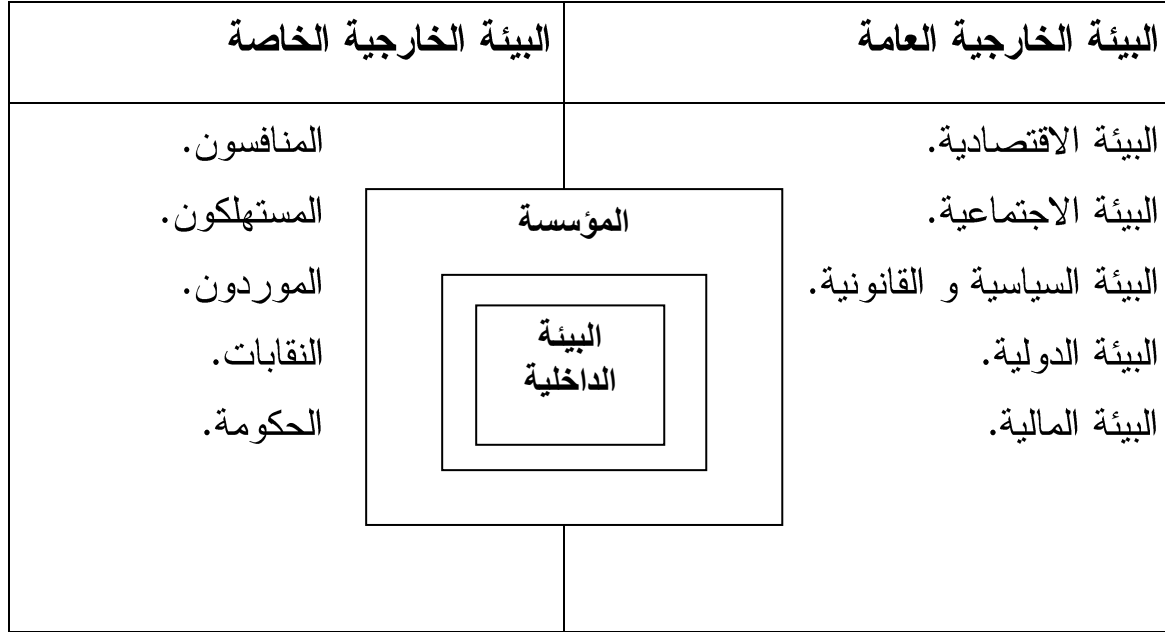 البيئة الخارجية العامة
البيئة الخارجية الخاصة
البيئة الاقتصادية.
البيئة الاجتماعية.
البيئة السياسية و القانونية.
البيئة الدولية.
البيئة المالية.
المؤسسة
البيئة
الداخلية
المنافسون.
المستهلكون.
الموردون.
النقابات.
الحكومة.